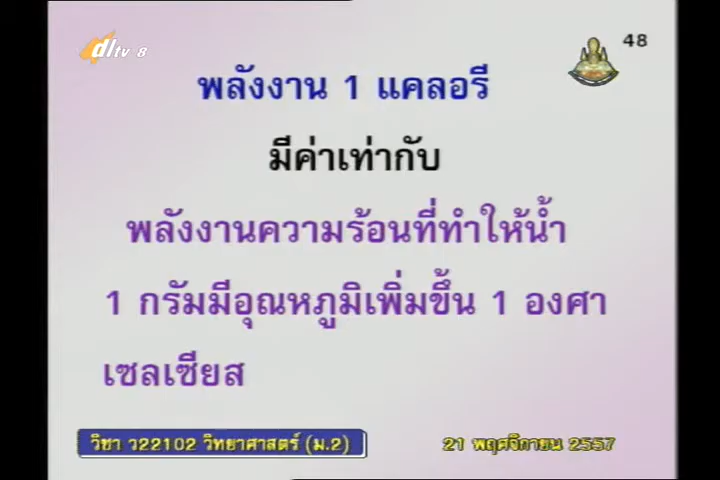 dltv 8
48
พลังงาน 1 แคลอรี
มีค่าเท่ากับ
พลังงานความร้อนที่ทำให้น้ำ
1 กรัมมีอุณหภูมิเพิ่มขึ้น 1 องศา
เซลเซียส
วิชา ว22102 วิทยาศาสตร์ (ม.2)
21 พฤศจิกายน 2557